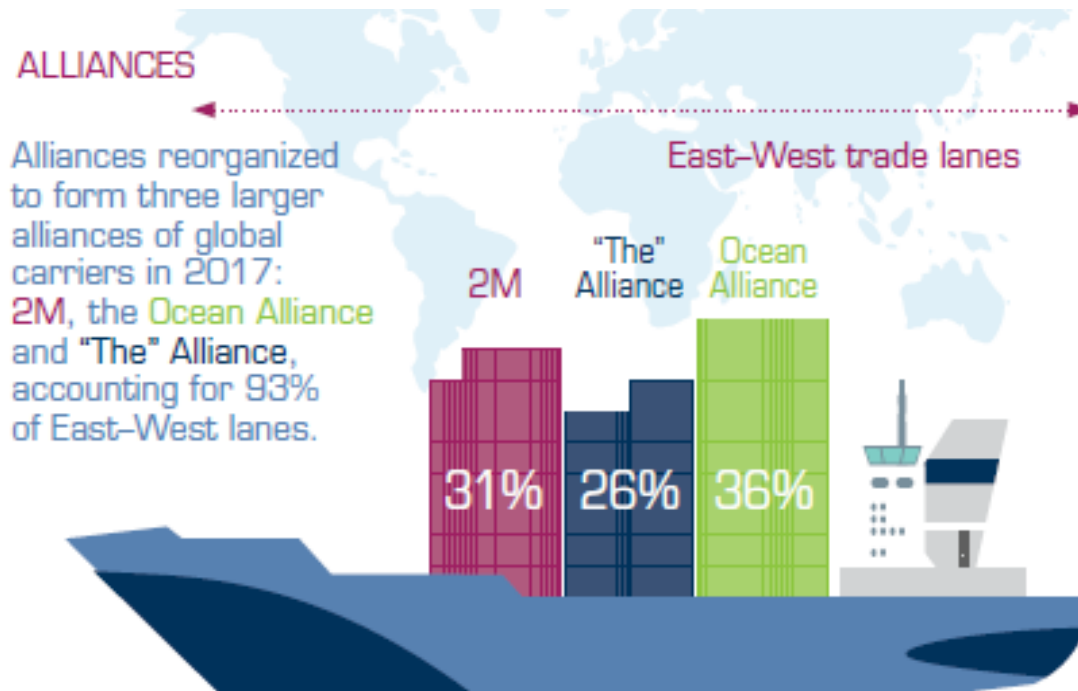 ALLIANCES
Alliances reorganized
to form three larger
alliances of global
carriers in 2017:
2M, the Ocean Alliance
and “The” Alliance,
accounting for 93%
of East–West lanes.
East–West trade lanes
2M
“The”
Alliance
Ocean
Alliance
31%
26%
36%